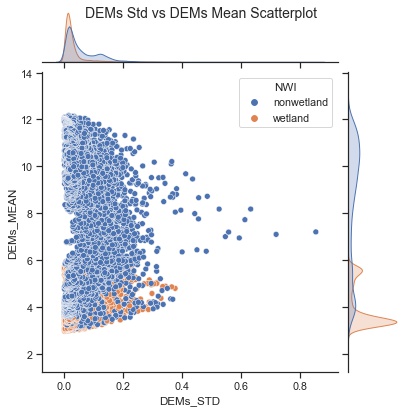 DEMs Std vs DEMs Mean Scatterplot
14
12
10
8
6
4
2
DEMs_MEAN
NWI
nonwetland
wetland
0.0 0.2 0.4 0.6 0.8
DEMs_STD